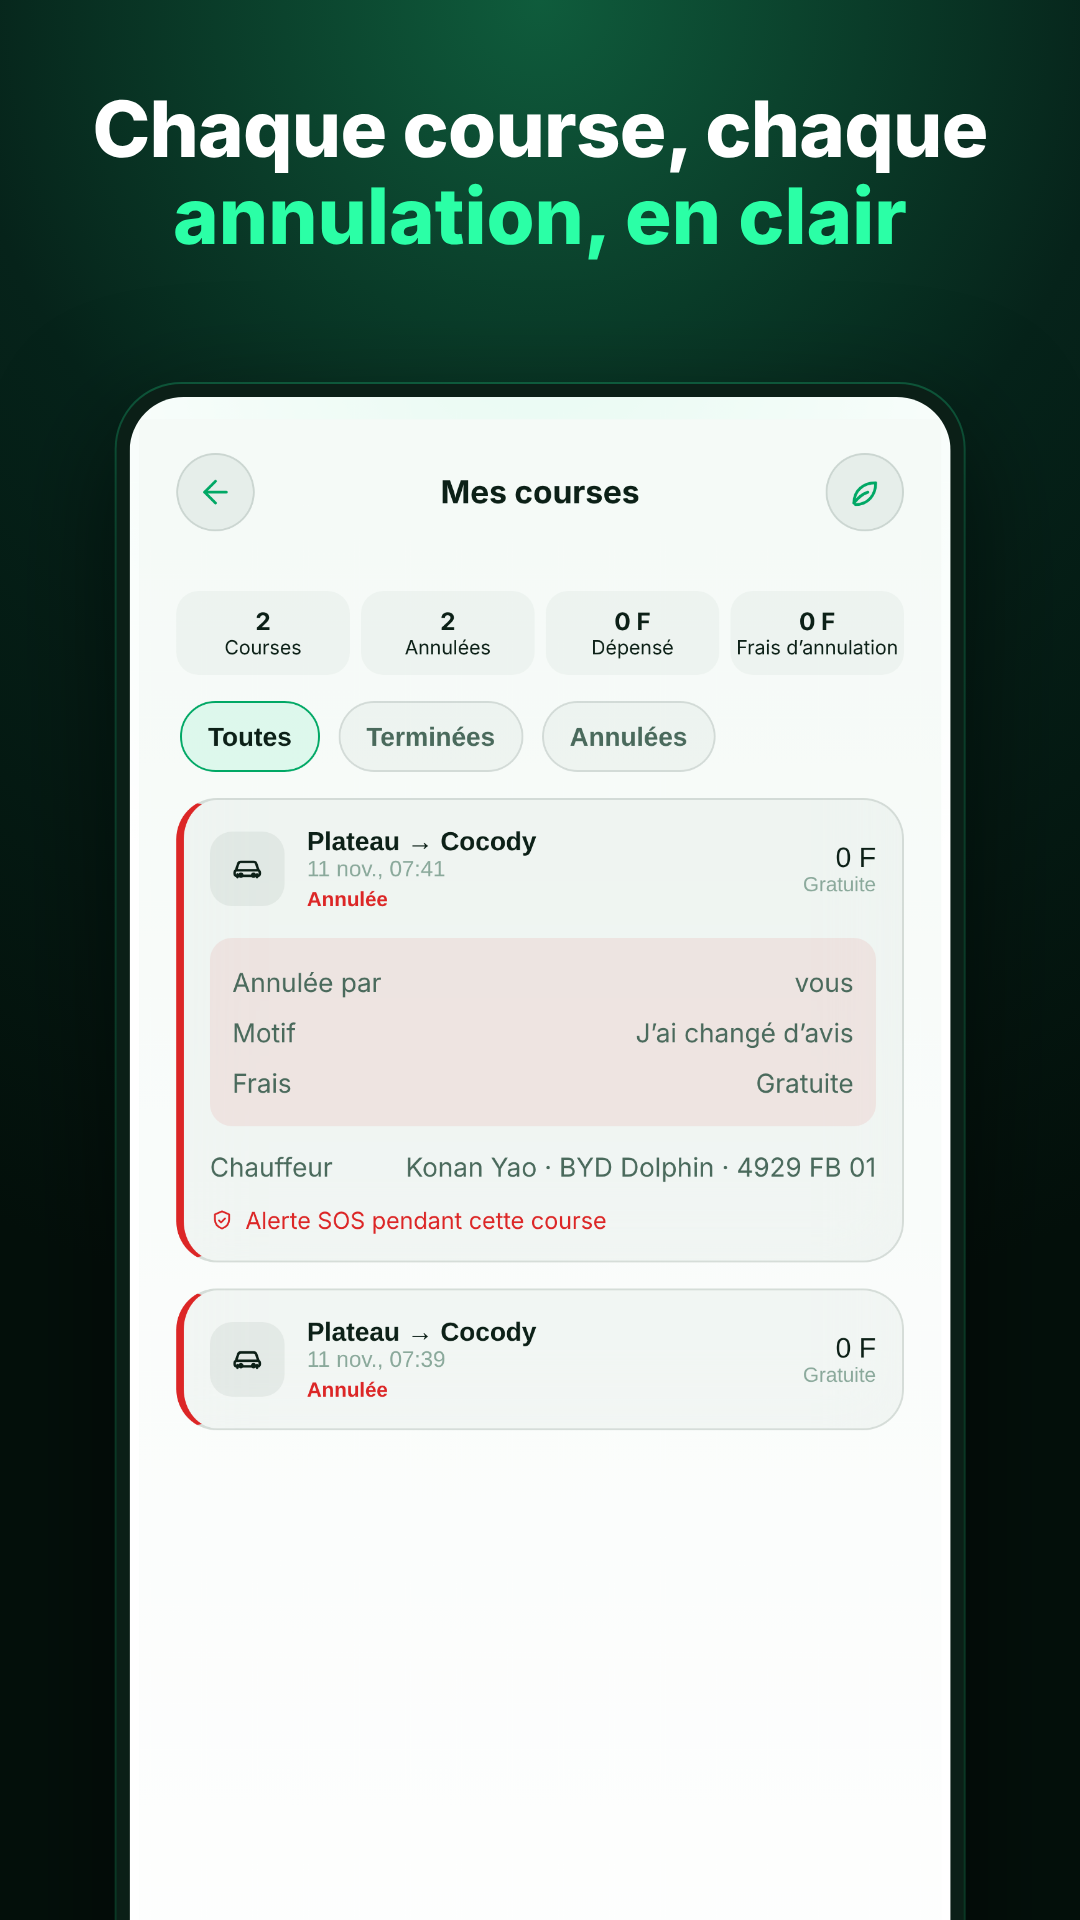 Chaque course, chaque
annulation, en clair
Mes courses
2
Courses
2
Annulées
0 F
Dépensé
0 F
Frais d’annulation
Toutes
Terminées
Annulées
Plateau → Cocody
11 nov., 07:41
Annulée
0 F
Gratuite
Annulée par vous
Motif J’ai changé d’avis
Frais Gratuite
Chauffeur Konan Yao · BYD Dolphin · 4929 FB 01
Alerte SOS pendant cette course
Plateau → Cocody
11 nov., 07:39
Annulée
0 F
Gratuite